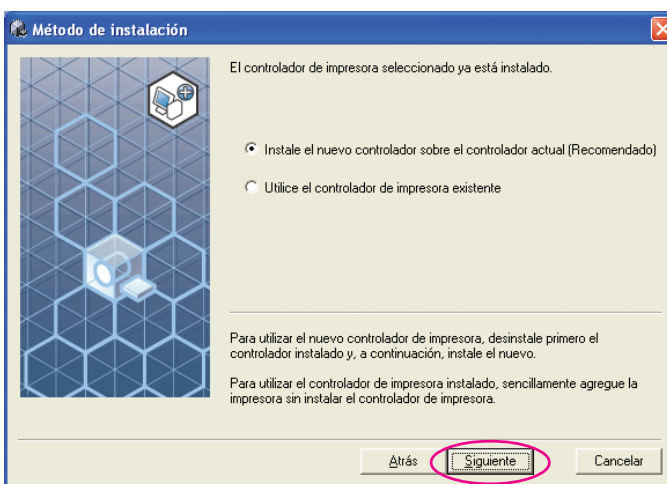 Método de instalación
El controlador de impresora seleccionado ya está instalado.
Instale el nuevo controlador sobre el controlador actual (Recomendado)
Utilice el controlador de impresora existente
Para utilizar el nuevo controlador de impresora, desinstale primero el
controlador instalado y, a continuación, instale el nuevo.
Para utilizar el controlador de impresora instalado, sencillamente agregue la
impresora sin instalar el controlador de impresora.
Atrás Siguiente Cancelar